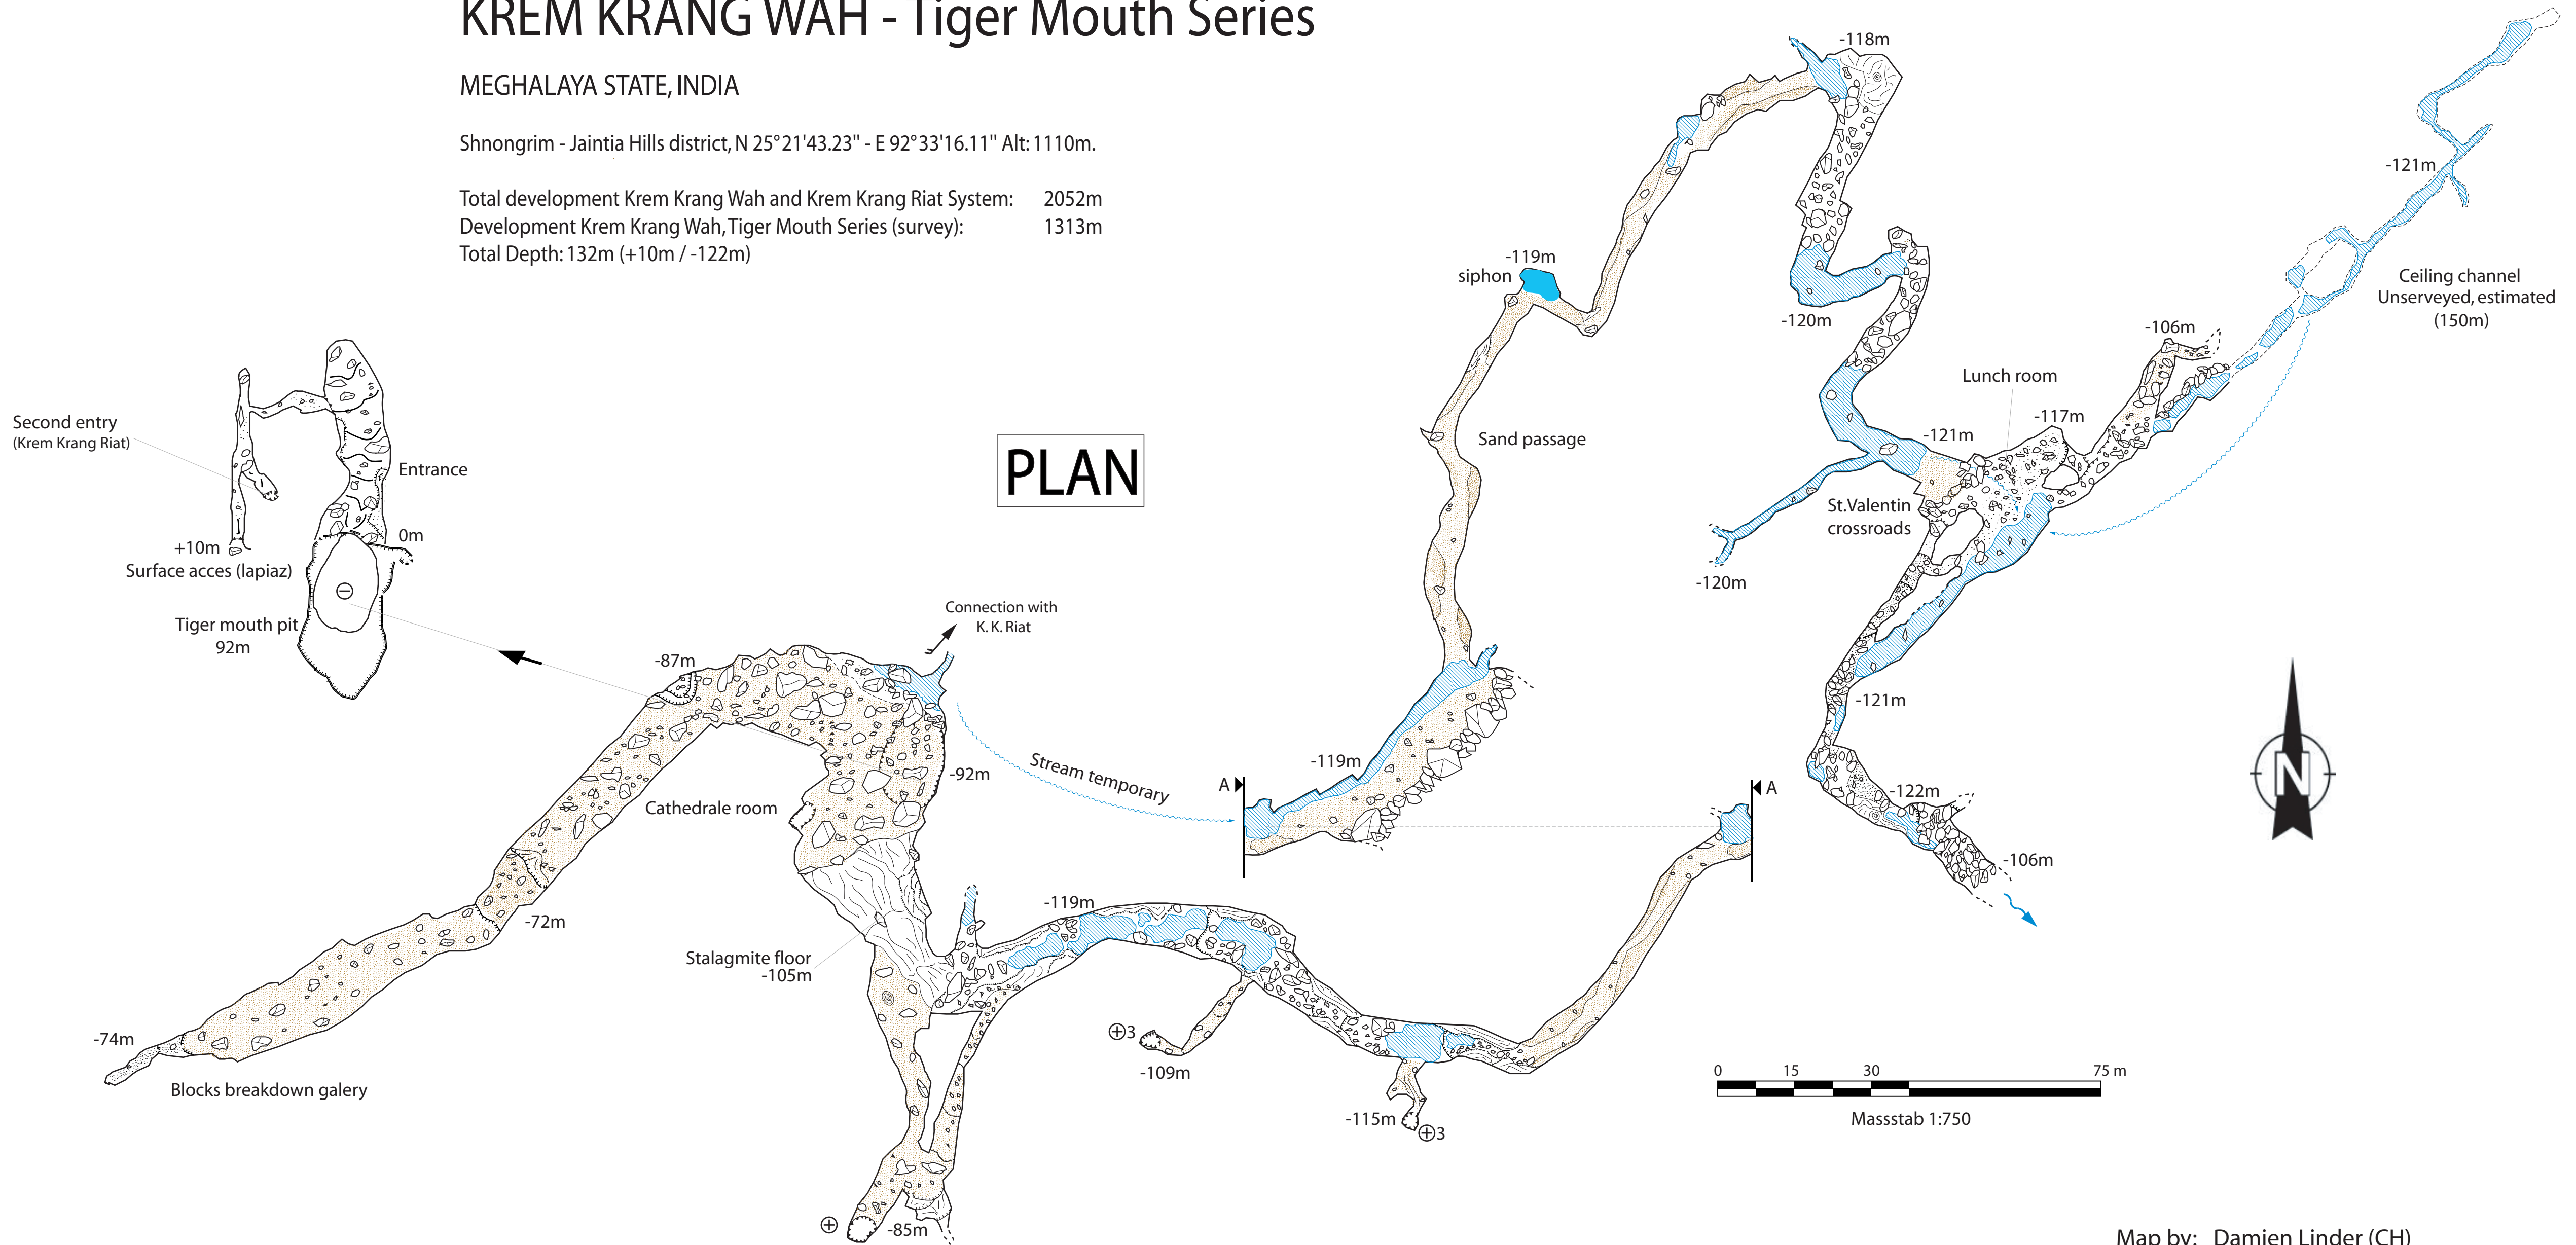 KREM KRANG WAH - Tiger Mouth Series
MEGHALAYA STATE, INDIA
Shnongrim - Jaintia Hills district, N 25°21'43.23" - E 92°33'16.11" Alt: 1110m.
Total development Krem Krang Wah and Krem Krang Riat System: 2052m
Development Krem Krang Wah, Tiger Mouth Series (survey): 1313m
Total Depth: 132m (+10m / -122m)
PLAN
Second entry
(Krem Krang Riat)
Entrance
0m
+10m
Surface acces (lapiaz)
Tiger mouth pit
92m
Connection with
K. K. Riat
-87m
-92m
Cathedrale room
Stream temporary
-72m
Stalagmite floor
-105m
-74m
Blocks breakdown galery
-85m
-119m
3
-109m
-115m
3
A
A
-119m
Sand passage
siphon
-119m
-118m
-120m
-121m
St.Valentin
crossroads
-120m
Lunch room
-117m
-106m
-121m
Ceiling channel
Unserveyed, estimated
(150m)
-121m
-122m
-106m
N
0 15 30 75 m
Massstab 1:750
Map by: Damien Linder (CH)